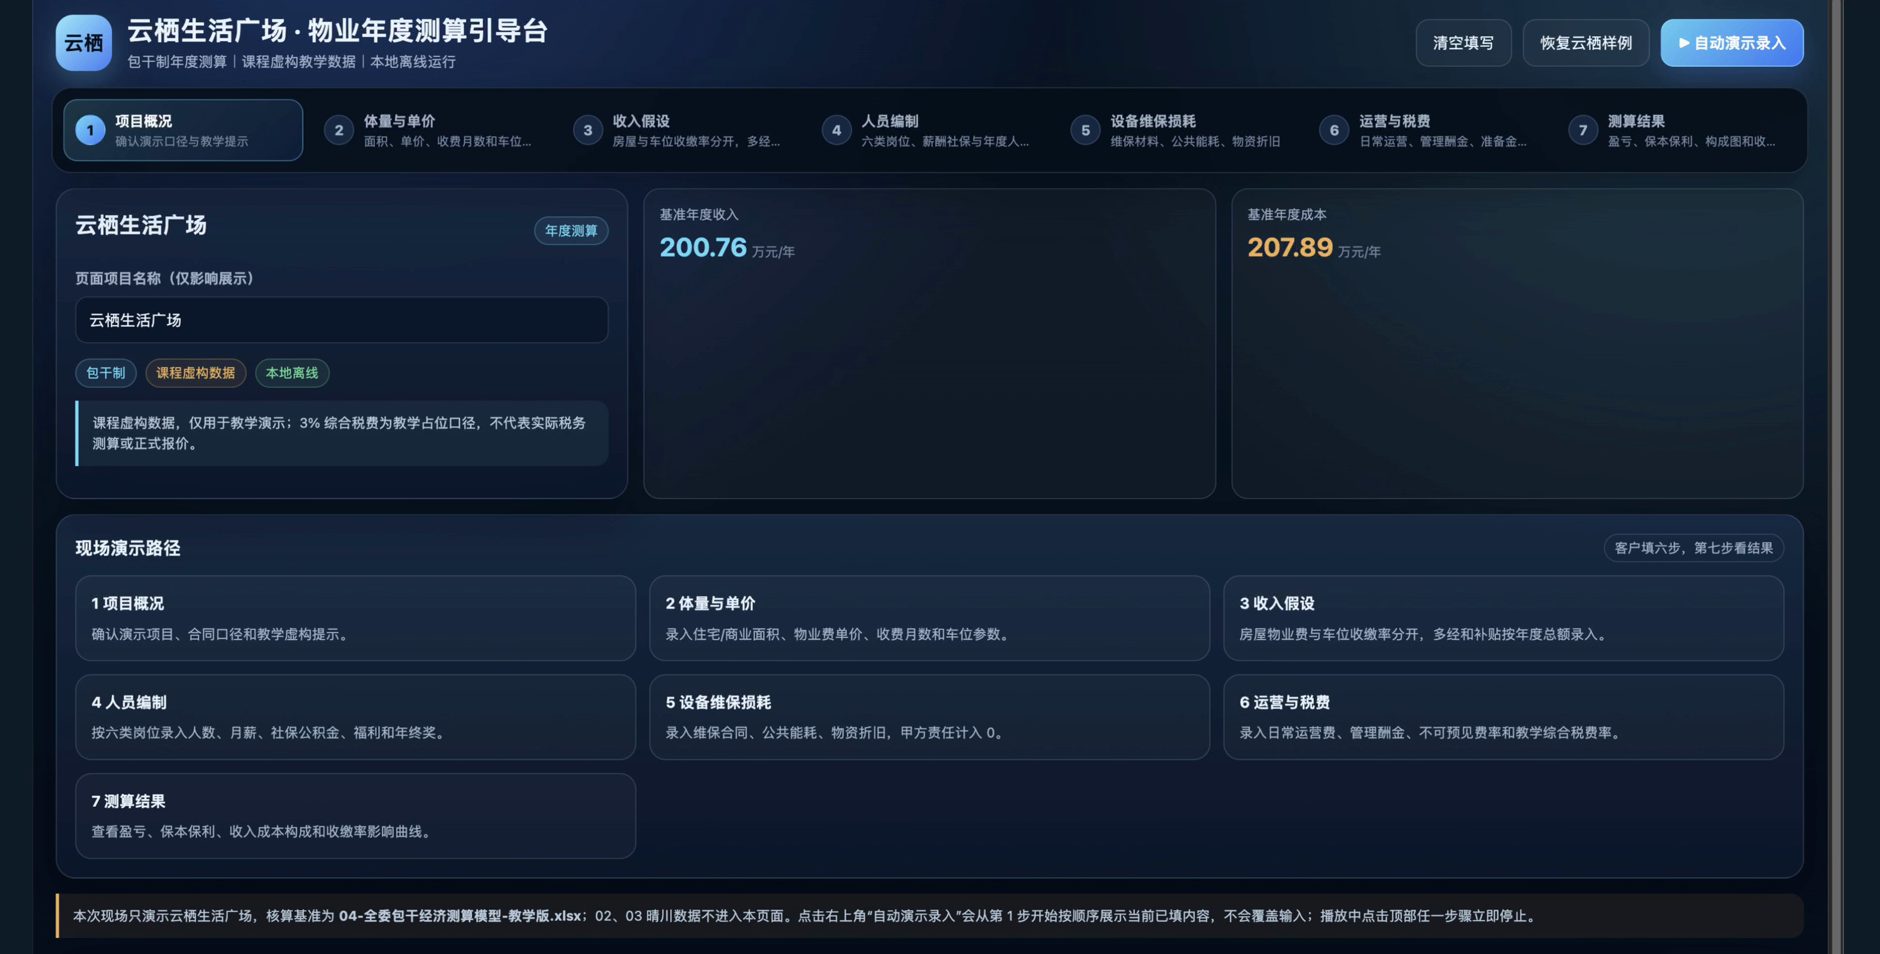 云栖
云栖生活广场 · 物业年度测算引导台
包干制年度测算｜课程虚构教学数据｜本地离线运行
清空填写
恢复云栖样例
▶ 自动演示录入
1
项目概况
确认演示口径与教学提示
2
体量与单价
面积、单价、收费月数和车位...
3
收入假设
房屋与车位收缴率分开，多经...
4
人员编制
六类岗位、薪酬社保与年度人...
5
设备维保损耗
维保材料、公共能耗、物资折旧
6
运营与税费
日常运营、管理酬金、准备金...
7
测算结果
盈亏、保本保利、构成图和收...
云栖生活广场
年度测算
页面项目名称（仅影响展示）
云栖生活广场
包干制
课程虚构数据
本地离线
课程虚构数据，仅用于教学演示；3% 综合税费为教学占位口径，不代表实际税务
测算或正式报价。
基准年度收入
200.76 万元/年
基准年度成本
207.89 万元/年
现场演示路径
客户填六步，第七步看结果
1 项目概况
确认演示项目、合同口径和教学虚构提示。
2 体量与单价
录入住宅/商业面积、物业费单价、收费月数和车位参数。
3 收入假设
房屋物业费与车位收缴率分开，多经和补贴按年度总额录入。
4 人员编制
按六类岗位录入人数、月薪、社保公积金、福利和年终奖。
5 设备维保损耗
录入维保合同、公共能耗、物资折旧，甲方责任计入 0。
6 运营与税费
录入日常运营费、管理酬金、不可预见费率和教学综合税费率。
7 测算结果
查看盈亏、保本保利、收入成本构成和收缴率影响曲线。
本次现场只演示云栖生活广场，核算基准为 04-全委包干经济测算模型-教学版.xlsx；02、03 晴川数据不进入本页面。点击右上角“自动演示录入”会从第 1 步开始按顺序展示当前已填内容，不会覆盖输入；播放中点击顶部任一步骤立即停止。